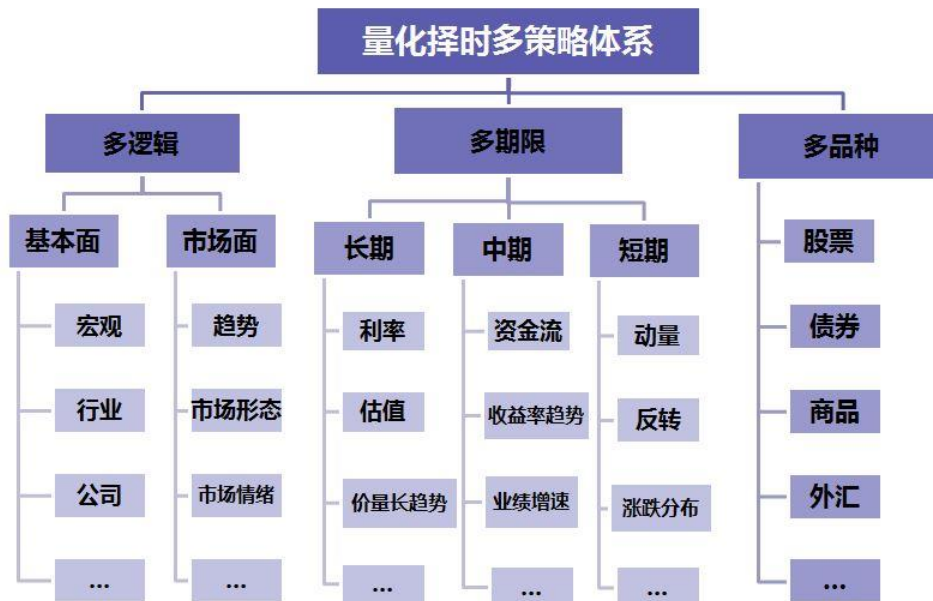 量化择时多策略体系
多逻辑
多期限
多品种
基本面
市场面
长期
中期
短期
股票
宏观
趋势
利率
资金流
动量
债券
行业
市场形态
估值
收益率趋势
反转
商品
公司
市场情绪
价量长趋势
业绩增速
涨跌分布
外汇
...
...
...
...
...
...